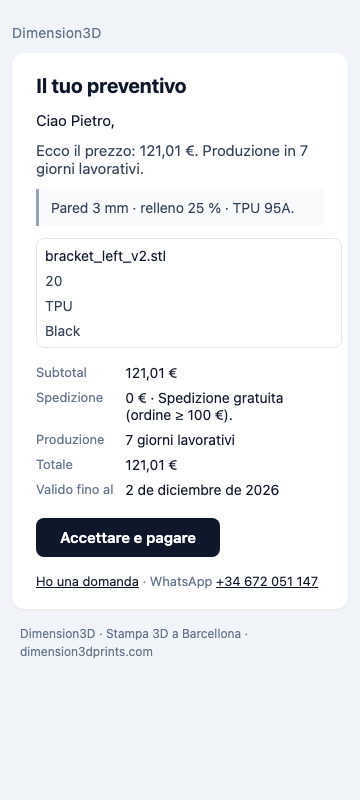 Dimension3D
Il tuo preventivo
Ciao Pietro,
Ecco il prezzo: 121,01 €. Produzione in 7
giorni lavorativi.
Pared 3 mm · relleno 25 % · TPU 95A.
bracket_left_v2.stl
20
TPU
Black
Subtotal 121,01 €
Spedizione 0 € · Spedizione gratuita
(ordine ≥ 100 €).
Produzione 7 giorni lavorativi
Totale 121,01 €
Valido fino al 2 de diciembre de 2026
Accettare e pagare
Ho una domanda · WhatsApp +34 672 051 147
Dimension3D · Stampa 3D a Barcellona ·
dimension3dprints.com